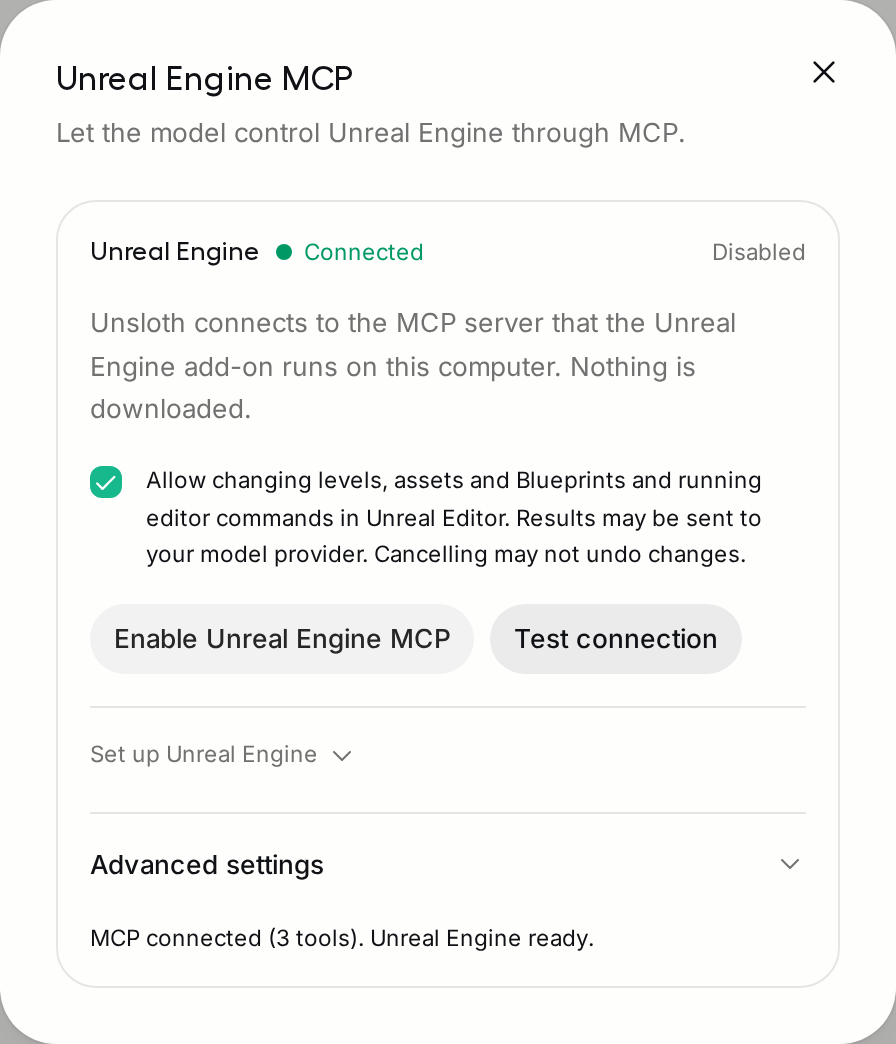 Unreal Engine MCP
Let the model control Unreal Engine through MCP.
Unreal Engine Connected Disabled
Unsloth connects to the MCP server that the Unreal
Engine add-on runs on this computer. Nothing is
downloaded.
Allow changing levels, assets and Blueprints and running
editor commands in Unreal Editor. Results may be sent to
your model provider. Cancelling may not undo changes.
Enable Unreal Engine MCP Test connection
Set up Unreal Engine
Advanced settings
MCP connected (3 tools). Unreal Engine ready.